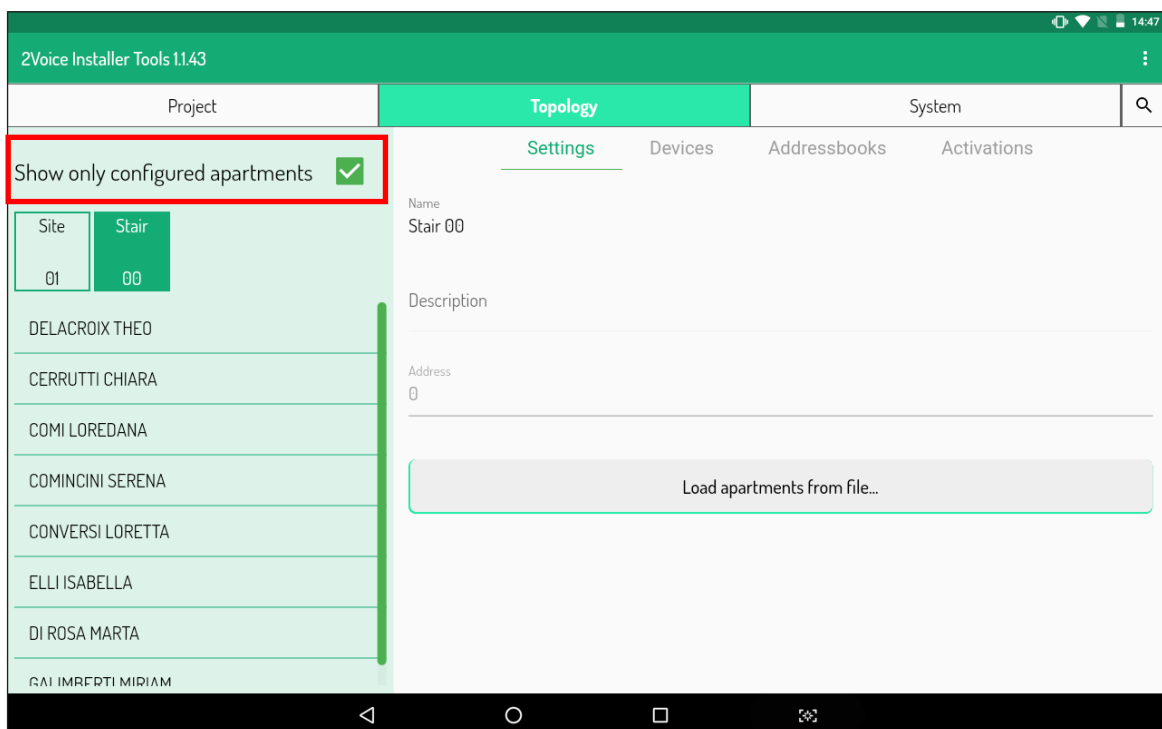 14:47
2Voice Installer Tools 1.1.43
Project
Topology
System
Show only configured apartments
Settings
Devices
Addressbooks
Activations
Site
01
Stair
00
DELACROIX THEO
CERRUTTI CHIARA
COMI LOREDANA
COMINCINI SERENA
CONVERSI LORETTA
ELLI ISABELLA
DI ROSA MARTA
GALIMBERTI MIRIAM
Name
Stair 00
Description
Address
0
Load apartments from file...